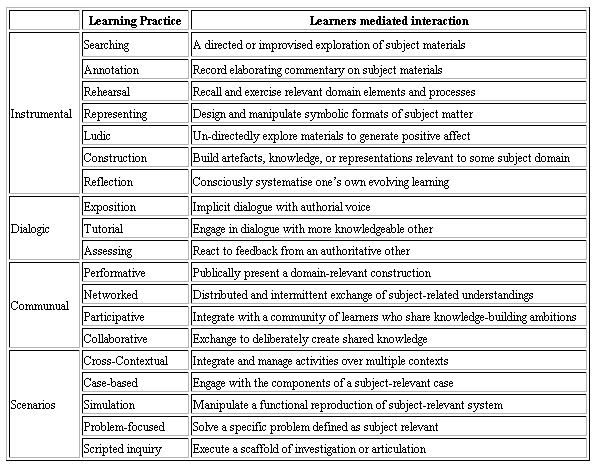 Learning Practice Learners mediated interaction
Instrumental
Searching A directed or improvised exploration of subject materials
Annotation Record elaborating commentary on subject materials
Rehearsal Recall and exercise relevant domain elements and processes
Representing Design and manipulate symbolic formats of subject matter
Ludic Un-directedly explore materials to generate positive affect
Construction Build artefacts, knowledge, or representations relevant to some subject domain
Reflection Consciously systematise one's own evolving learning
Dialogic
Exposition Implicit dialogue with authorial voice
Tutorial Engage in dialogue with more knowledgeable other
Assessing React to feedback from an authoritative other
Communual
Performative Publically present a domain-relevant construction
Networked Distributed and intermittent exchange of subject-related understandings
Participative Integrate with a community of learners who share knowledge-building ambitions
Collaborative Exchange to deliberately create shared knowledge
Scenarios
Cross-Contextual Integrate and manage activities over multiple contexts
Case-based Engage with the components of a subject-relevant case
Simulation Manipulate a functional reproduction of subject-relevant system
Problem-focused Solve a specific problem defined as subject relevant
Scripted inquiry Execute a scaffold of investigation or articulation